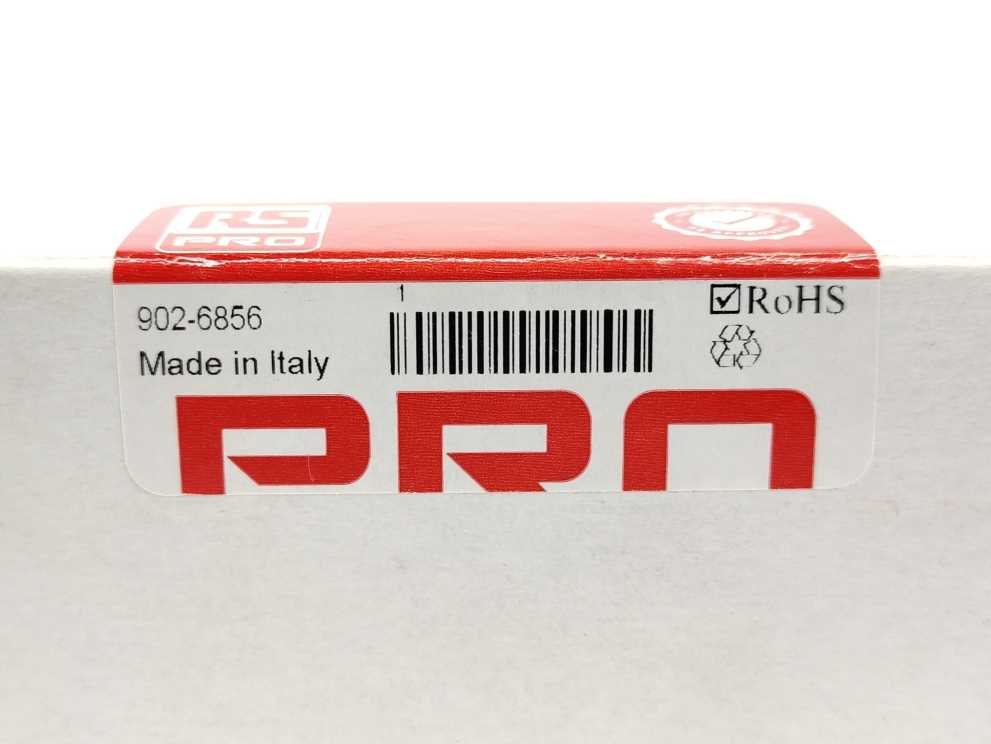 RS
PRO
1
902-6856
Made in Italy
RoHS
PRO